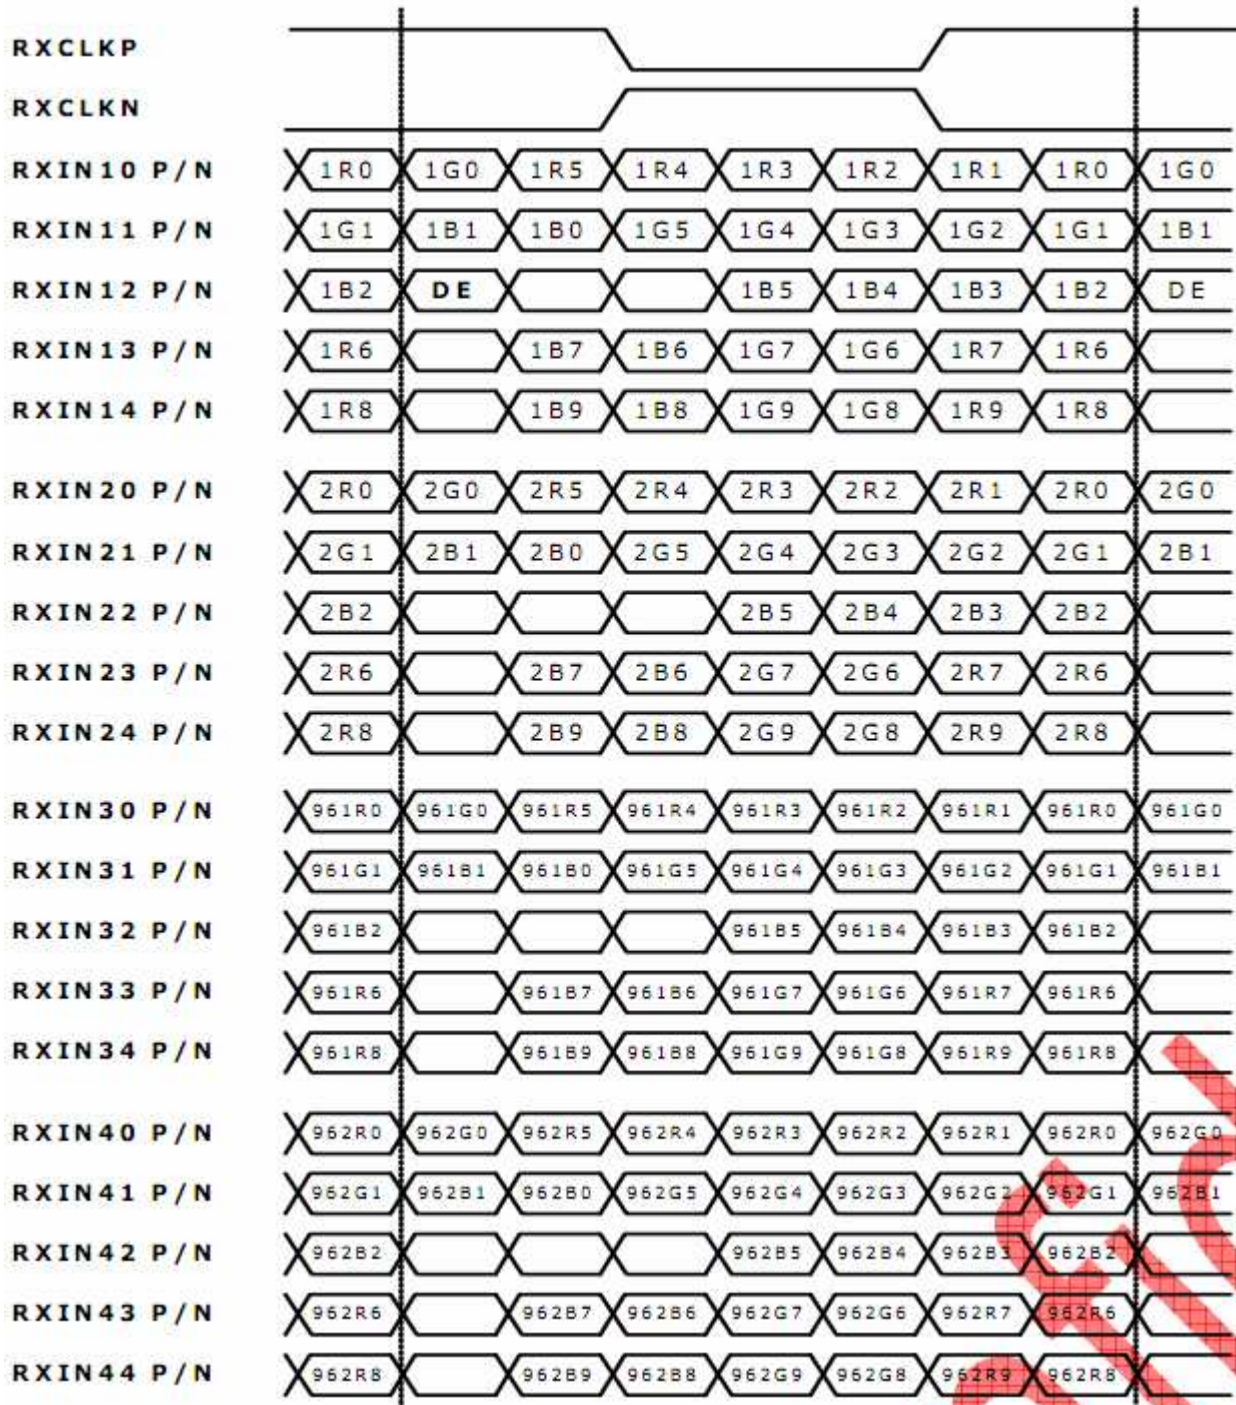 RXCLKP
RXCLKN
RXIN10 P/N 1R0 1G0 1R5 1R4 1R3 1R2 1R1 1R0 1G0
RXIN11 P/N 1G1 1B1 1B0 1G5 1G4 1G3 1G2 1G1 1B1
RXIN12 P/N 1B2 DE 1B5 1B4 1B3 1B2 DE
RXIN13 P/N 1R6 1B7 1B6 1G7 1G6 1R7 1R6
RXIN14 P/N 1R8 1B9 1B8 1G9 1G8 1R9 1R8
RXIN20 P/N 2R0 2G0 2R5 2R4 2R3 2R2 2R1 2R0 2G0
RXIN21 P/N 2G1 2B1 2B0 2G5 2G4 2G3 2G2 2G1 2B1
RXIN22 P/N 2B2 2B5 2B4 2B3 2B2
RXIN23 P/N 2R6 2B7 2B6 2G7 2G6 2R7 2R6
RXIN24 P/N 2R8 2B9 2B8 2G9 2G8 2R9 2R8
RXIN30 P/N 961R0 961G0 961R5 961R4 961R3 961R2 961R1 961R0 961G0
RXIN31 P/N 961G1 961B1 961B0 961G5 961G4 961G3 961G2 961G1 961B1
RXIN32 P/N 961B2 961B5 961B4 961B3 961B2
RXIN33 P/N 961R6 961B7 961B6 961G7 961G6 961R7 961R6
RXIN34 P/N 961R8 961B9 961B8 961G9 961G8 961R9 961R8
RXIN40 P/N 962R0 962G0 962R5 962R4 962R3 962R2 962R1 962R0 962G0
RXIN41 P/N 962G1 962B1 962B0 962G5 962G4 962G3 962G2 962G1 962B1
RXIN42 P/N 962B2 962B5 962B4 962B3 962B2
RXIN43 P/N 962R6 962B7 962B6 962G7 962G6 962R7 962R6
RXIN44 P/N 962R8 962B9 962B8 962G9 962G8 962R9 962R8